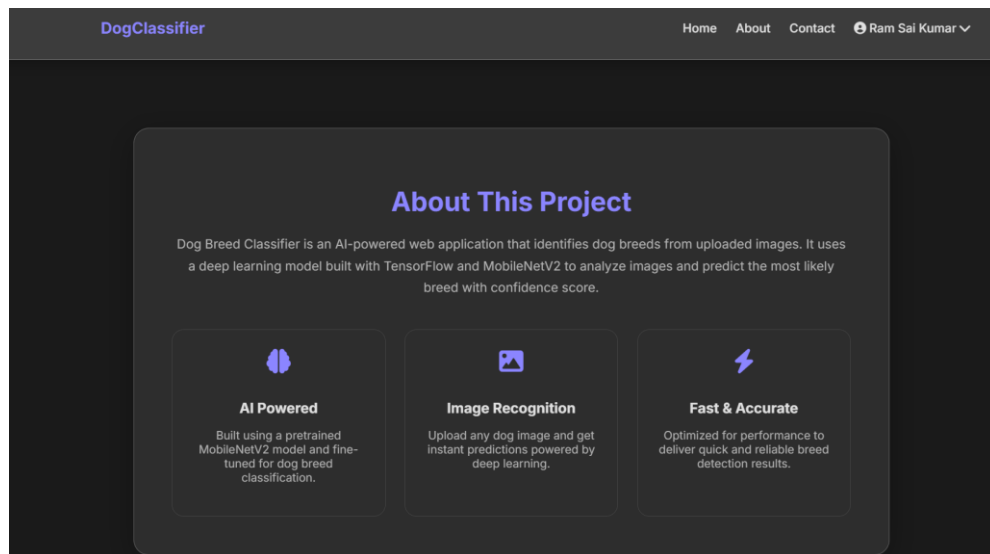 DogClassifier
Home About Contact Ram Sai Kumar
About This Project
Dog Breed Classifier is an AI-powered web application that identifies dog breeds from uploaded images. It uses
a deep learning model built with TensorFlow and MobileNetV2 to analyze images and predict the most likely
breed with confidence score.
AI Powered
Built using a pretrained
MobileNetV2 model and fine-
tuned for dog breed
classification.
Image Recognition
Upload any dog image and get
instant predictions powered by
deep learning.
Fast & Accurate
Optimized for performance to
deliver quick and reliable breed
detection results.